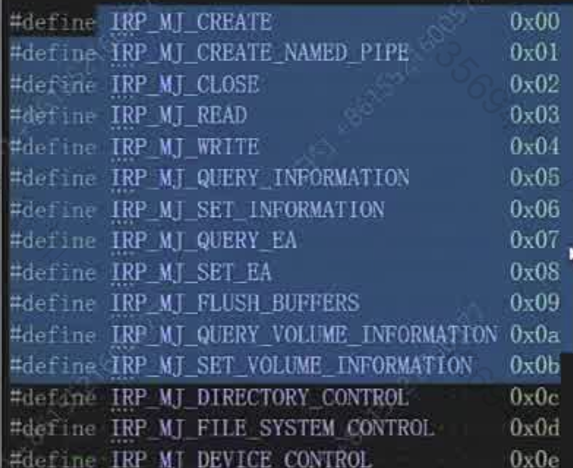 #define IRP_MJ_CREATE 0x00
#define IRP_MJ_CREATE_NAMED_PIPE 0x01
#define IRP_MJ_CLOSE 0x02
#define IRP_MJ_READ 0x03
#define IRP_MJ_WRITE 0x04
#define IRP_MJ_QUERY_INFORMATION 0x05
#define IRP_MJ_SET_INFORMATION 0x06
#define IRP_MJ_QUERY_EA 0x07
#define IRP_MJ_SET_EA 0x08
#define IRP_MJ_FLUSH_BUFFERS 0x09
#define IRP_MJ_QUERY_VOLUME_INFORMATION 0x0a
#define IRP_MJ_SET_VOLUME_INFORMATION 0x0b
#define IRP_MJ_DIRECTORY_CONTROL 0x0c
#define IRP_MJ_FILE_SYSTEM_CONTROL 0x0d
#define IRP_MJ_DEVICE_CONTROL 0x0e